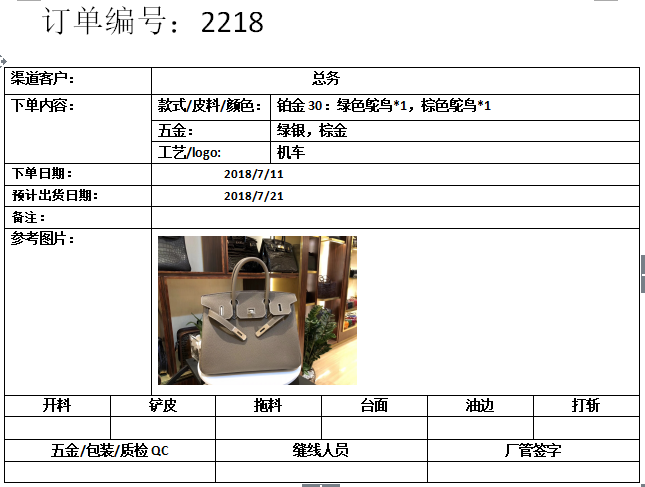 订单编号：2218
渠道客户： 总务
下单内容： 款式/皮料/颜色： 铂金 30：绿色鸵鸟*1，棕色鸵鸟*1
五金： 绿银，棕金
工艺/logo: 机车
下单日期： 2018/7/11
预计出货日期： 2018/7/21
备注：
参考图片：
开料 铲皮 拖料 台面 油边 打斩
五金/包装/质检 QC 缝线人员 厂管签字